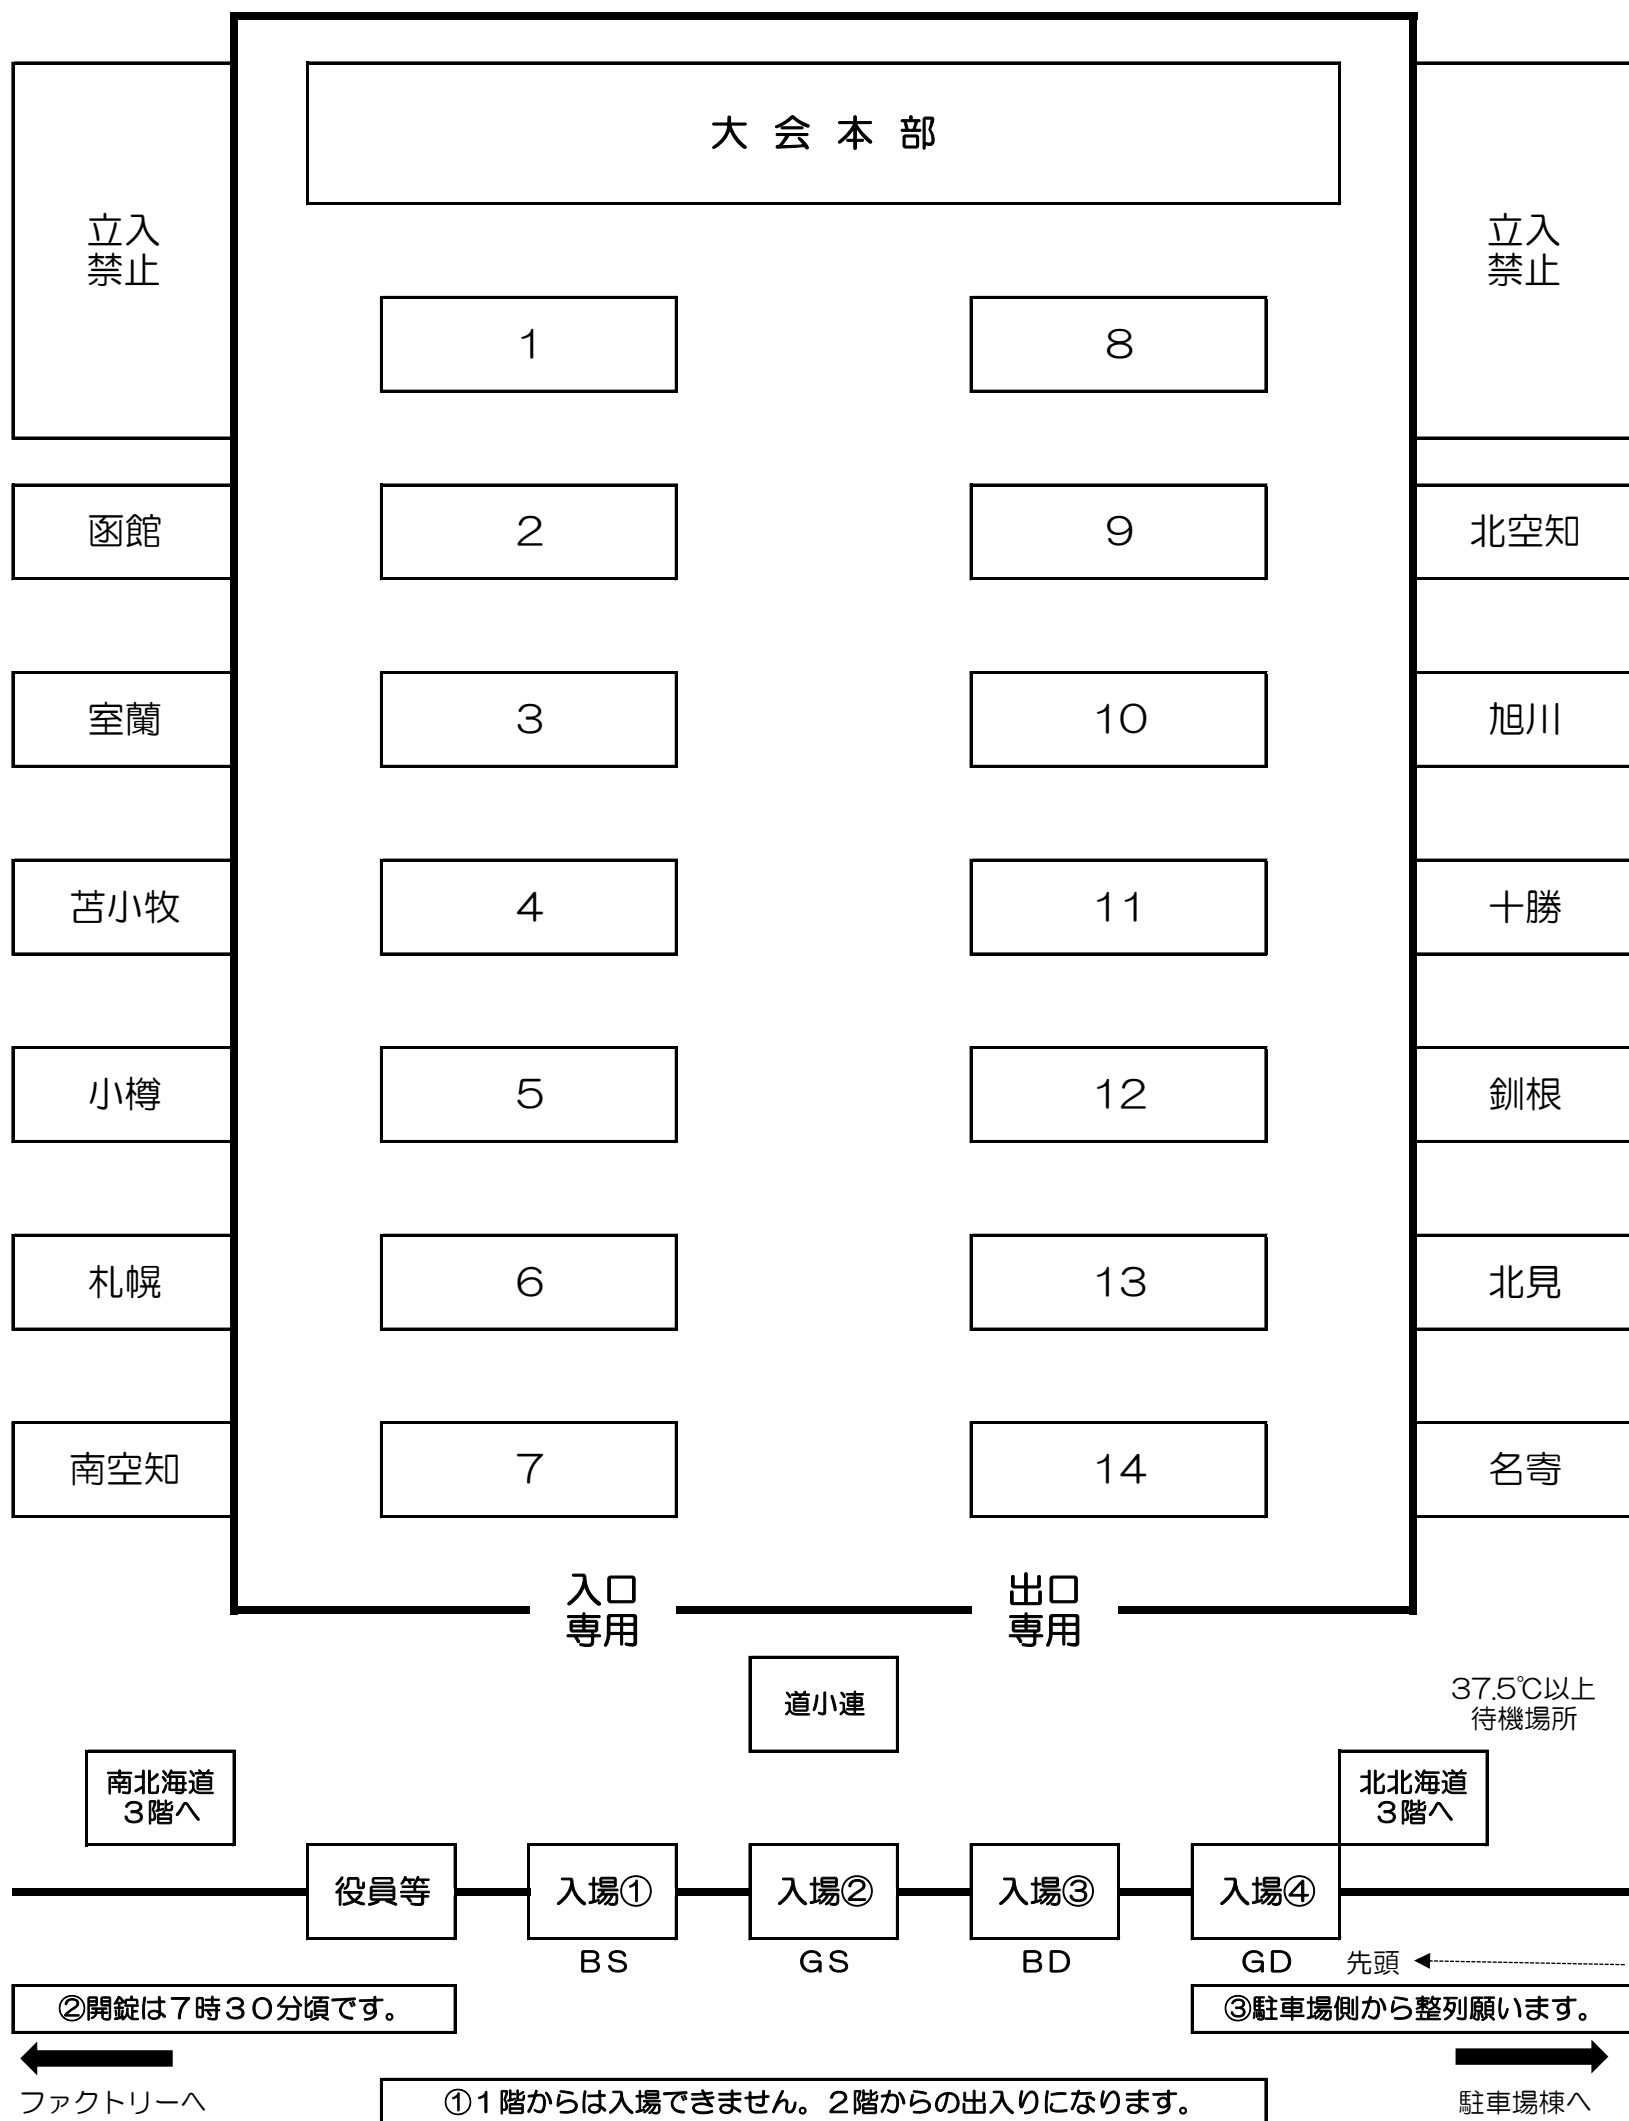 大会本部
立入
禁止
立入
禁止
1
8
函館
2
9
北空知
室蘭
3
10
旭川
苫小牧
4
11
十勝
小樽
5
12
釧根
札幌
6
13
北見
南空知
7
14
名寄
入口
専用
出口
専用
道小連
37.5℃以上
待機場所
南北海道
3階へ
北北海道
3階へ
役員等
入場①
入場②
入場③
入場④
BS
GS
BD
GD
先頭
②開錠は7時30分頃です。
③駐車場側から整列願います。
ファクトリーへ
①1階からは入場できません。2階からの出入りになります。
駐車場棟へ